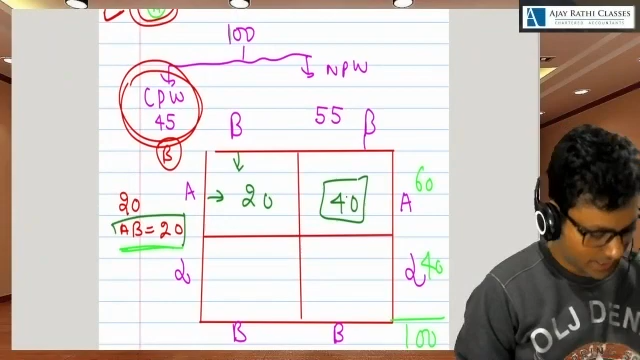 AJAY RATHI CLASSES
CHARTERED ACCOUNTANTS
A
100
CPW
NPW
45
55
B
B
β
A
20
40
A
60
20
AB = 20
α
α
40
B
B
100
OLJ DEN